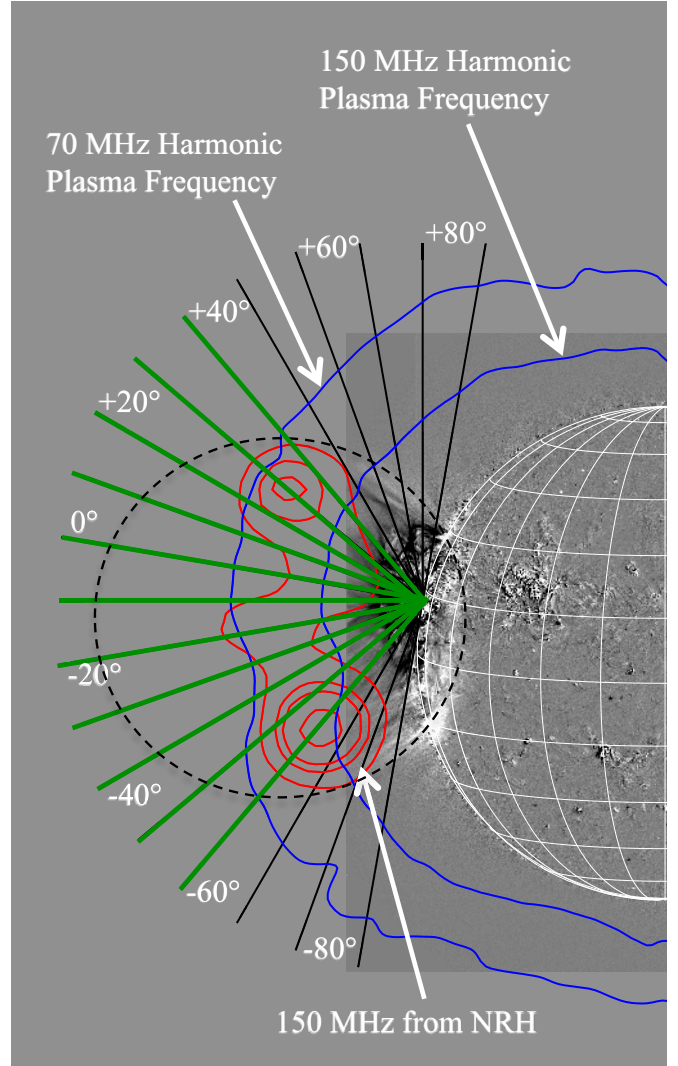 150 MHz Harmonic
Plasma Frequency
70 MHz Harmonic
Plasma Frequency
+80°
+60°
+40°
+20°
0°
-20°
-40°
-60°
-80°
150 MHz from NRH